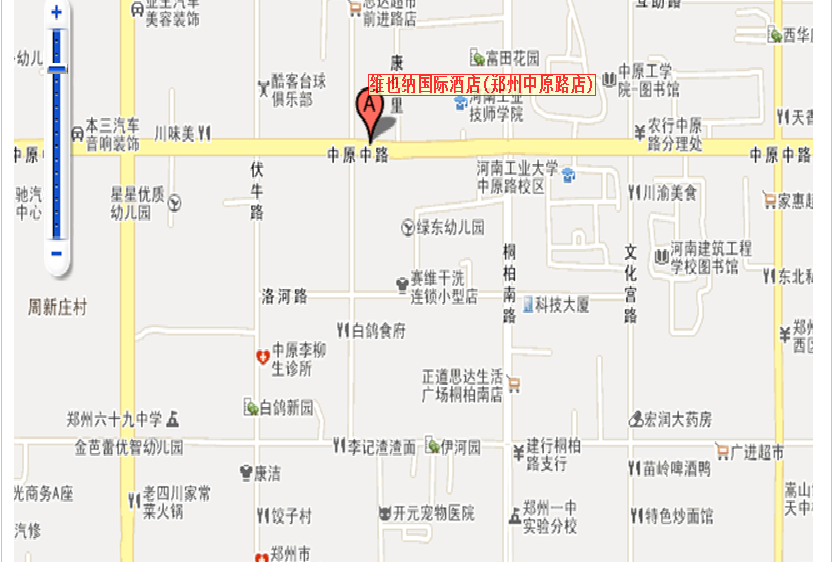 业主汽车
美容装饰
思达超市
前进路店
互助路
西华
幼儿
康
里
富田花园
酷客台球
俱乐部
维也纳国际酒店(郑州中原路店)
A
河南工业
技师学院
中原工学
院-图书馆
天香
本三汽车
音响装饰
川味美
农行中原
路分理处
中原
中原中路
中原中路
驰汽
中心
星星优质
幼儿园
伏牛路
河南工业大学
中原路校区
川渝美食
家惠超
绿东幼儿园
桐柏南路
文化宫路
河南建筑工程
学校图书馆
赛维干洗
连锁小型店
东北私
周新庄村
洛河路
科技大厦
白鸽食府
郑州
西区
中原李柳
生诊所
正道思达生活
广场桐柏南店
白鸽新园
郑州六十九中学
宏润大药房
金芭蕾优智幼儿园
李记渣渣面
伊河园
建行桐柏
路支行
广进超市
康洁
苗岭啤酒鸭
光商务A座
老四川家常
菜火锅
嵩山
天中
饺子村
开元宠物医院
郑州一中
实验分校
特色炒面馆
汽修
郑州市